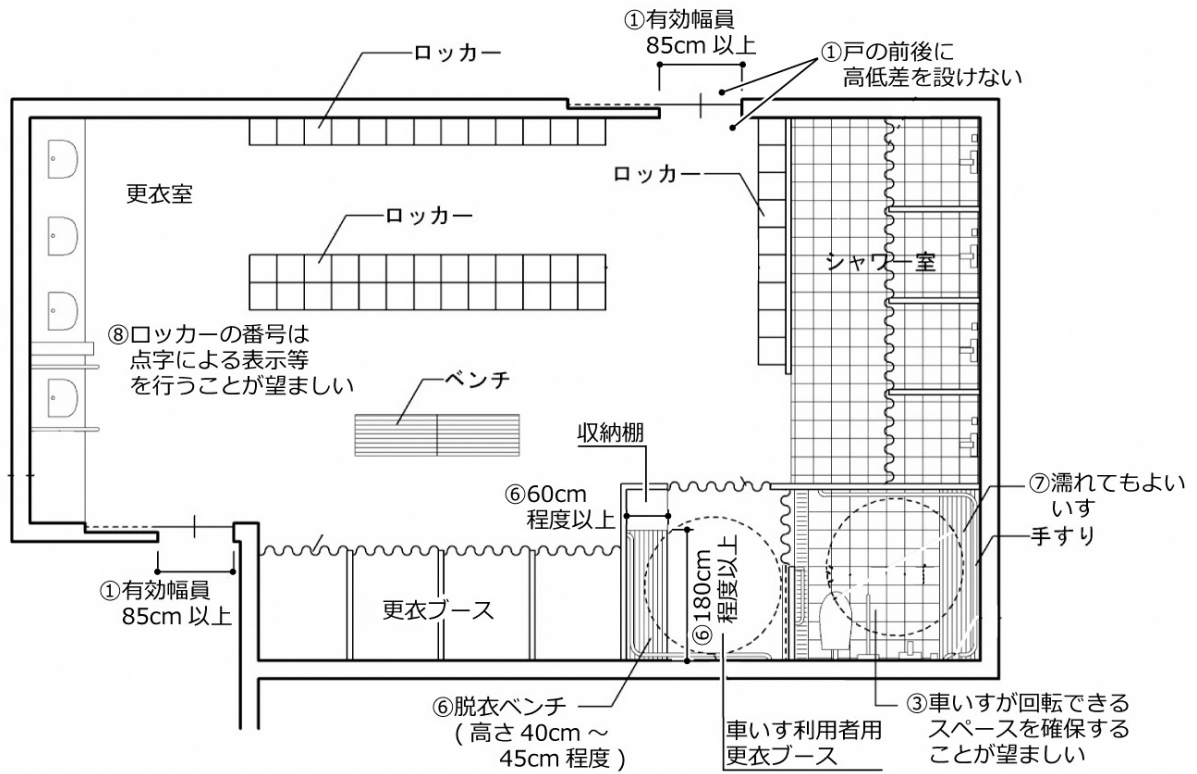 ①有効幅員
85cm 以上
①戸の前後に
高低差を設けない
ロッカー
ロッカー
更衣室
ロッカー
シャワー室
⑧ロッカーの番号は
点字による表示等
を行うことが望ましい
ベンチ
収納棚
⑥60cm
程度以上
⑦濡れてもよい
いす
手すり
⑥180cm
程度以上
①有効幅員
85cm 以上
更衣ブース
⑥脱衣ベンチ
( 高さ 40cm ～
45cm 程度 )
車いす利用者用
更衣ブース
③車いすが回転できる
スペースを確保する
ことが望ましい